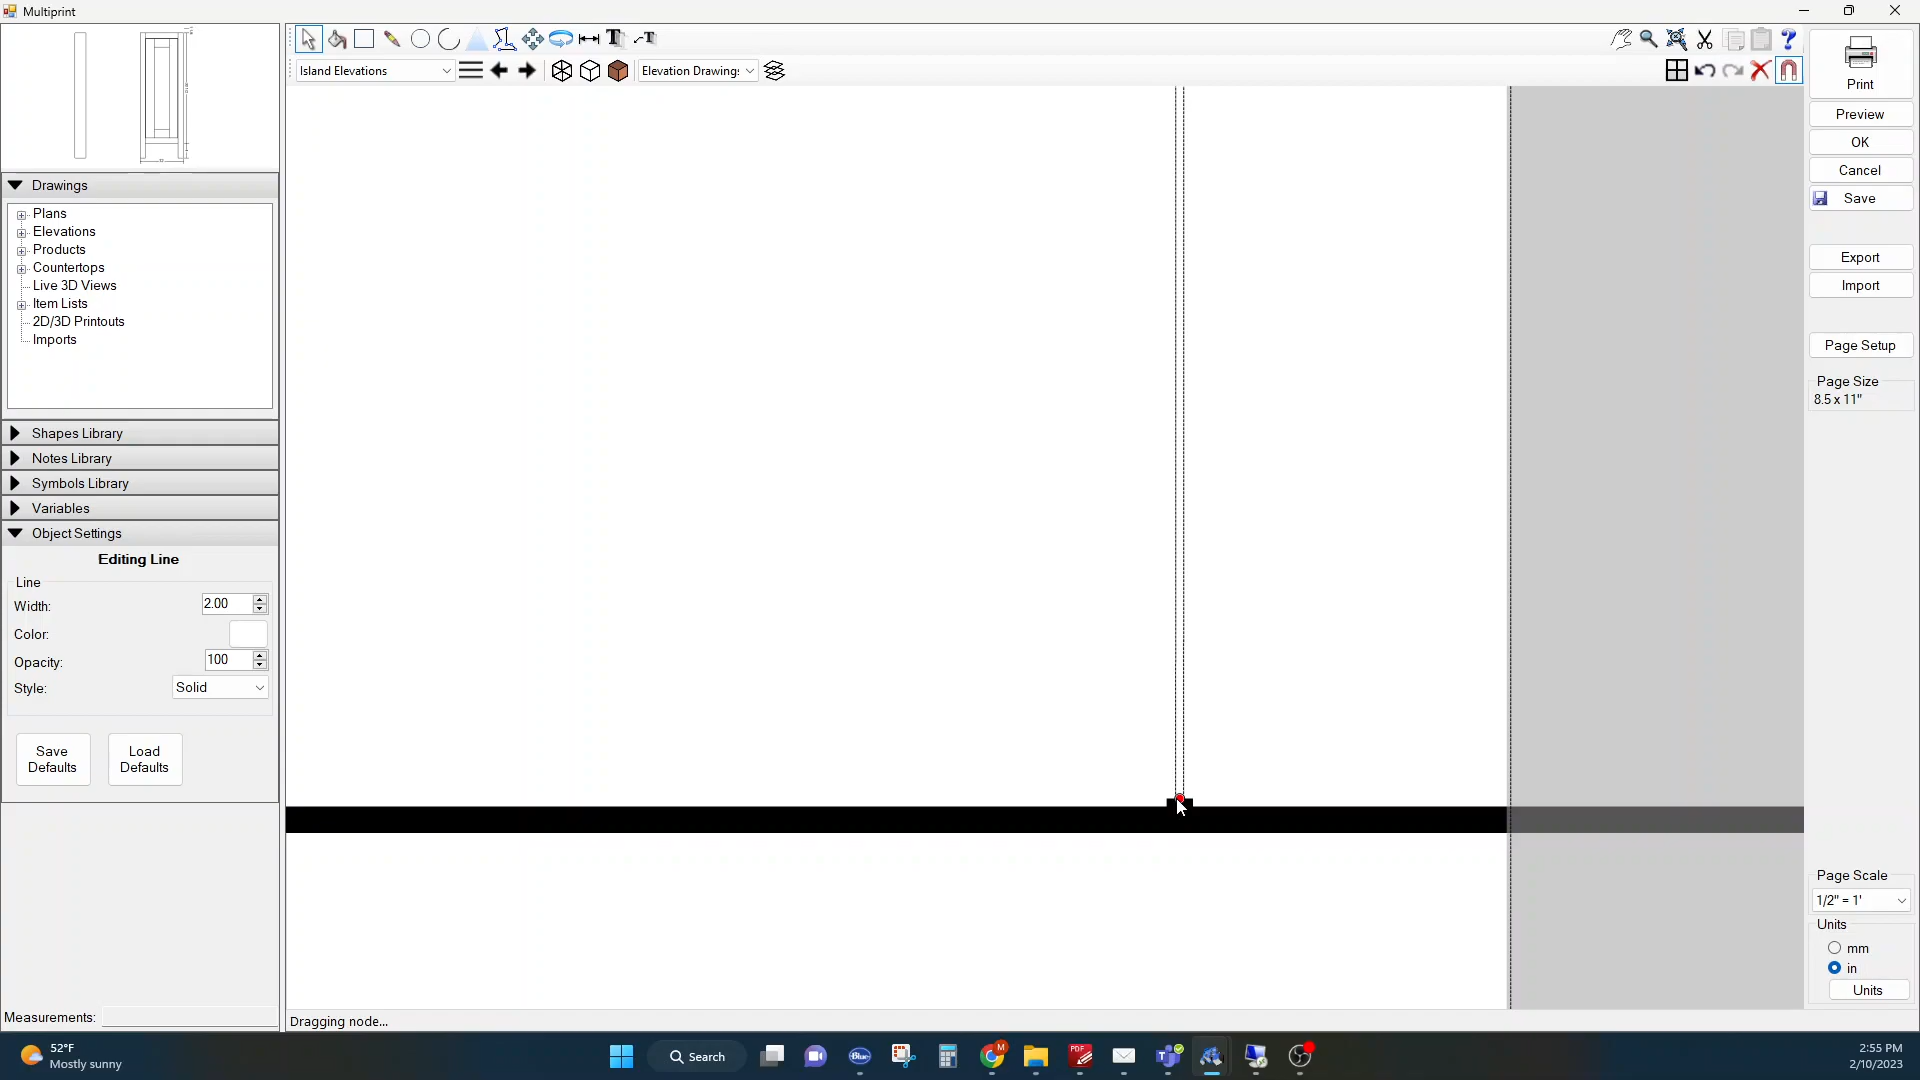 Multiprint
Island Elevations
Elevation Drawings
Print
Preview
OK
Cancel
Save
Export
Import
Page Setup
Page Size
8.5 x 11"
Drawings
Plans
Elevations
Products
Countertops
Live 3D Views
Item Lists
2D/3D Printouts
Imports
Shapes Library
Notes Library
Symbols Library
Variables
Object Settings
Editing Line
Line
Width: 2.00
Color:
Opacity: 100
Style: Solid
Save Defaults
Load Defaults
Page Scale
1/2" = 1'
Units
mm
in
Units
Measurements:
Dragging node...
52°F
Mostly sunny
Search
Blue
PDF
M
2:55 PM
2/10/2023